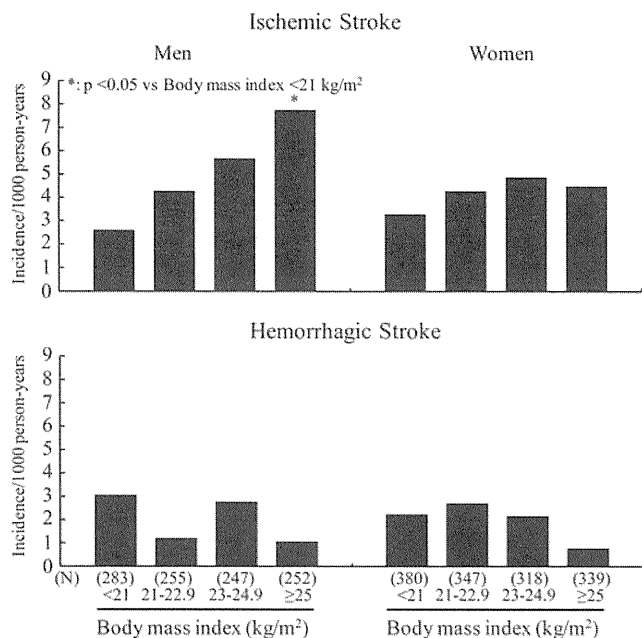 Ischemic Stroke
Men Women
*: p <0.05 vs Body mass index <21 kg/m²
*
Incidence/1000 person-years
9
8
7
6
5
4
3
2
1
0
Hemorrhagic Stroke
Incidence/1000 person-years
9
8
7
6
5
4
3
2
1
0
(N) (283) (255) (247) (252) (380) (347) (318) (339)
<21 21-22.9 23-24.9 ≥25 <21 21-22.9 23-24.9 ≥25
Body mass index (kg/m²) Body mass index (kg/m²)